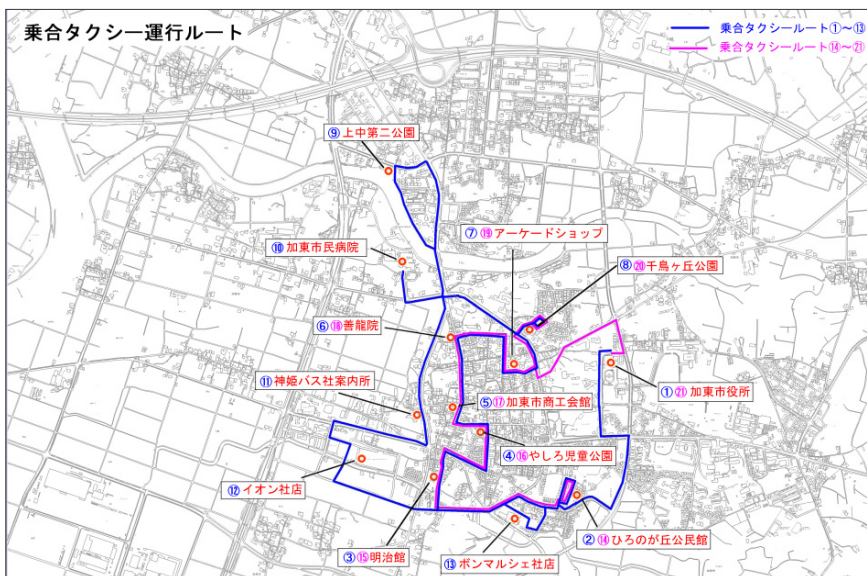 乗合タクシー運行ルート
乗合タクシールート①～⑬
乗合タクシールート⑭～㉑
⑨上中第二公園
⑦⑲アーケードショップ
⑩加東市民病院
⑧⑳千鳥ヶ丘公園
⑥⑱善龍院
①㉑加東市役所
⑪神姫バス社案内所
⑤⑰加東市商工会館
④⑯やしろ児童公園
⑫イオン社店
②⑭ひろのが丘公民館
③⑮明治館
⑬ボンマルシェ社店